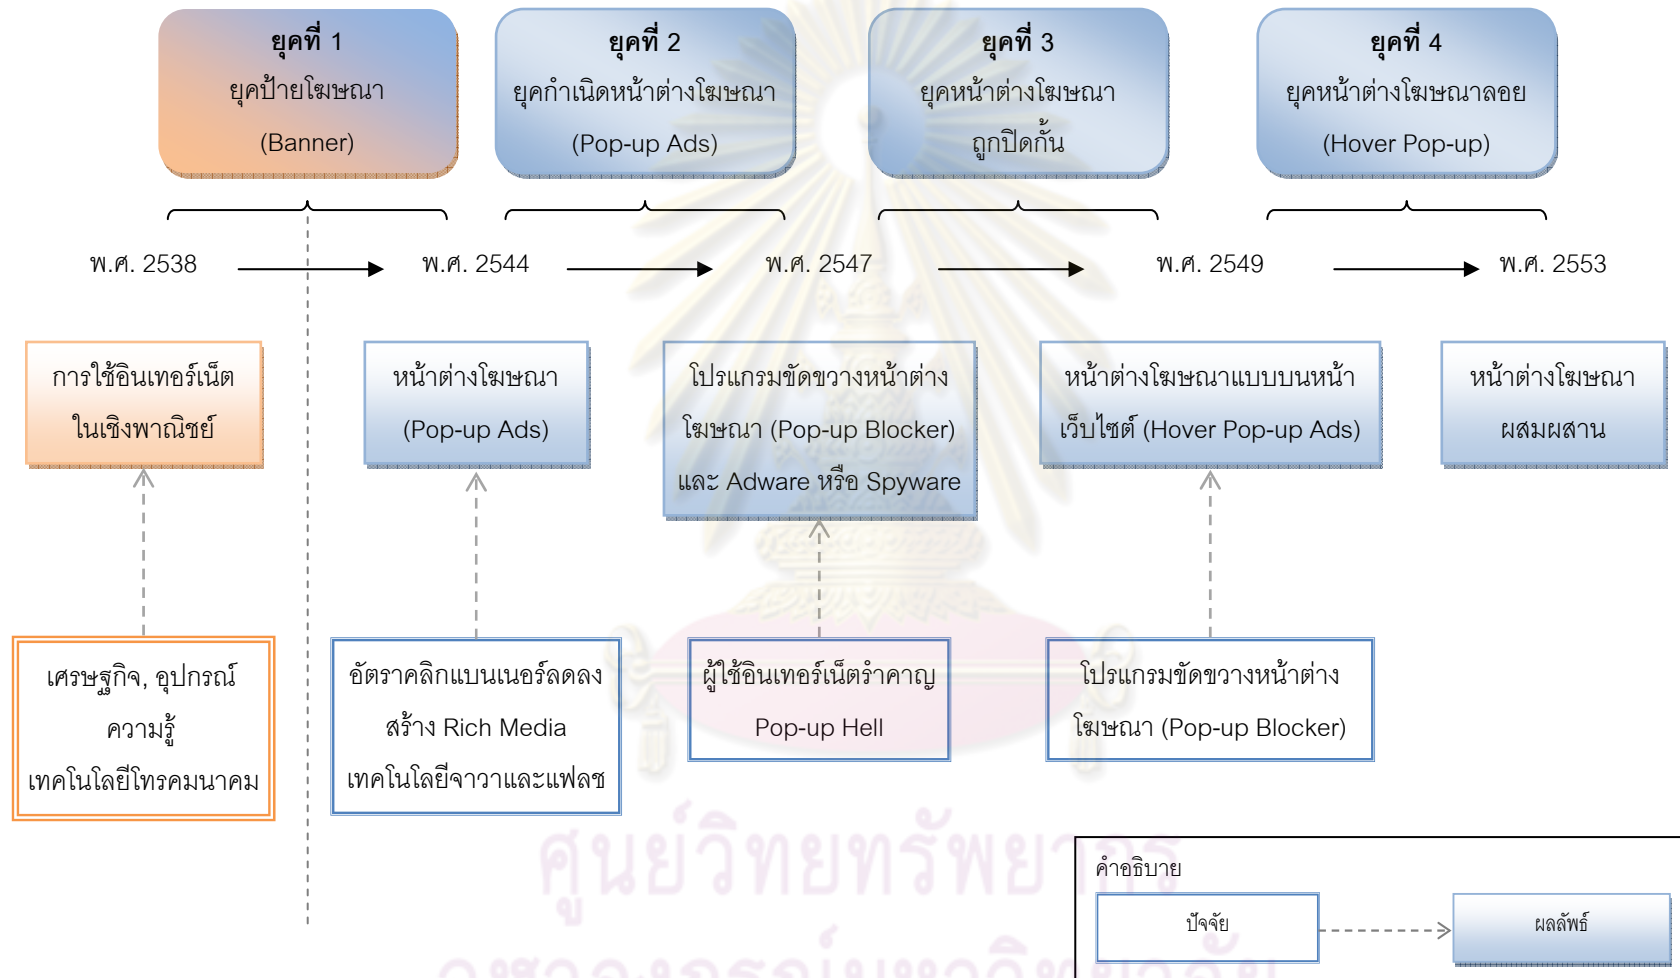 ยุคที่ 1
ยุคป้ายโฆษณา
(Banner)
ยุคที่ 2
ยุคกำเนิดหน้าต่างโฆษณา
(Pop-up Ads)
ยุคที่ 3
ยุคหน้าต่างโฆษณา
ถูกปิดกั้น
ยุคที่ 4
ยุคหน้าต่างโฆษณาลอย
(Hover Pop-up)
พ.ศ. 2538
พ.ศ. 2544
พ.ศ. 2547
พ.ศ. 2549
พ.ศ. 2553
การใช้อินเทอร์เน็ต
ในเชิงพาณิชย์
หน้าต่างโฆษณา
(Pop-up Ads)
โปรแกรมขัดขวางหน้าต่าง
โฆษณา (Pop-up Blocker)
และ Adware หรือ Spyware
หน้าต่างโฆษณาแบบบนหน้า
เว็บไซต์ (Hover Pop-up Ads)
หน้าต่างโฆษณา
ผสมผสาน
เศรษฐกิจ, อุปกรณ์
ความรู้
เทคโนโลยีโทรคมนาคม
อัตราคลิกแบนเนอร์ลดลง
สร้าง Rich Media
เทคโนโลยีจาวาและแฟลช
ผู้ใช้อินเทอร์เน็ตรำคาญ
Pop-up Hell
โปรแกรมขัดขวางหน้าต่าง
โฆษณา (Pop-up Blocker)
คำอธิบาย
ปัจจัย
ผลลัพธ์
ศูนย์วิทยทรัพยากร
จุฬาลงกรณ์มหาวิทยาลัย